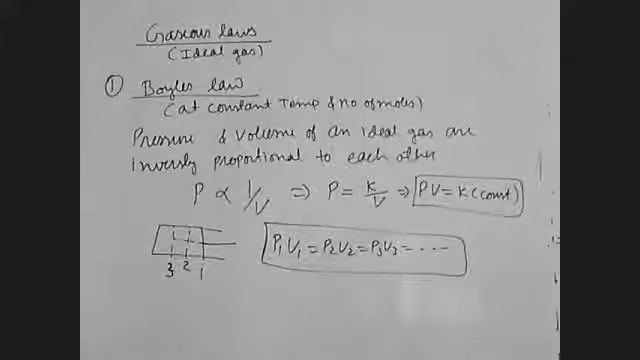 Gaseous laws
(Ideal gas)
① Boyles law
(at constant Temp & no of moles)
Pressure & Volume of an ideal gas are
inversly proportional to each other
P ∝ 1/V ⇒ P = K/V ⇒ PV = K (const)
P₁V₁ = P₂V₂ = P₃V₃ = - - - -
3 2 1